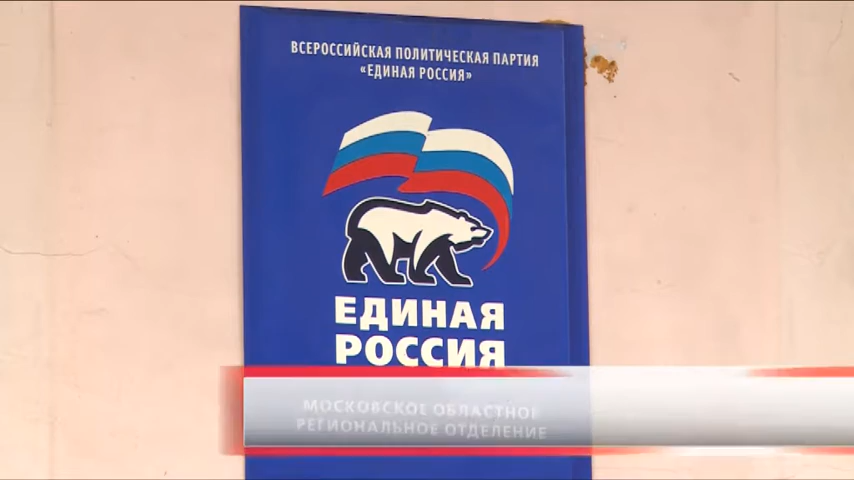 ВСЕРОССИЙСКАЯ ПОЛИТИЧЕСКАЯ ПАРТИЯ
«ЕДИНАЯ РОССИЯ»
ЕДИНАЯ
РОССИЯ
МОСКОВСКОЕ ОБЛАСТНОЕ
РЕГИОНАЛЬНОЕ ОТДЕЛЕНИЕ